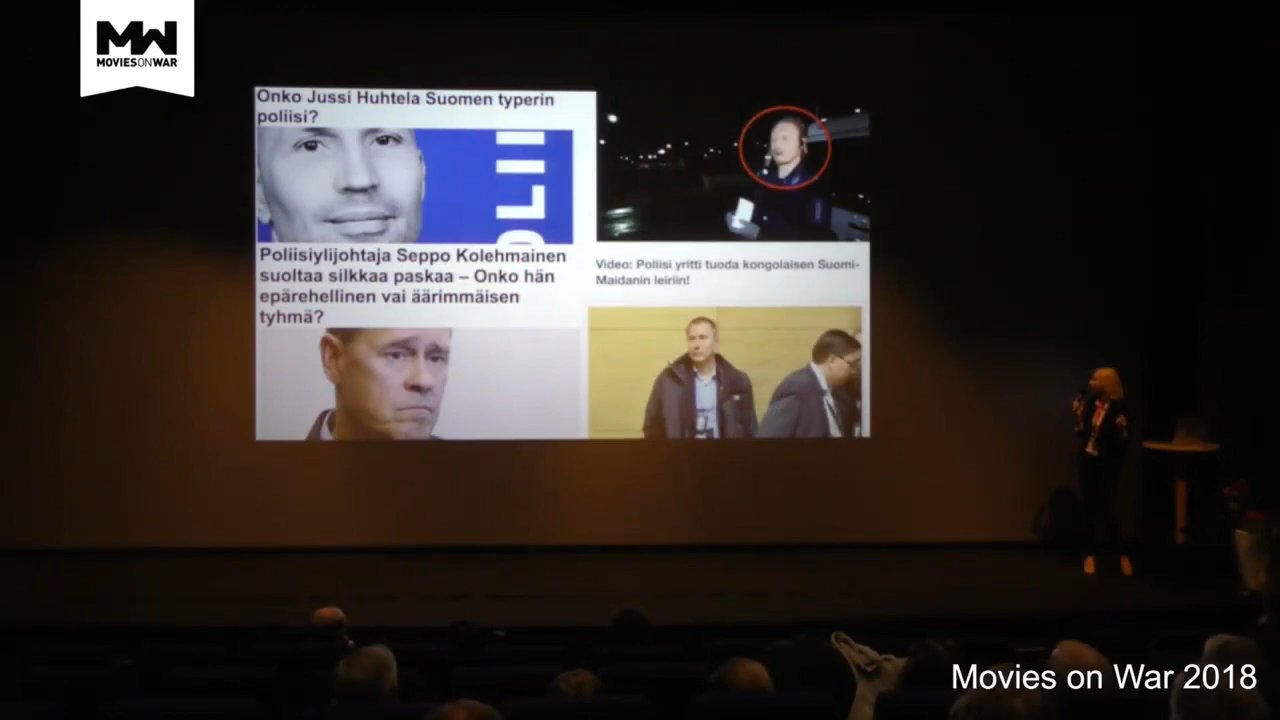 MW
MOVIESONWAR
Onko Jussi Huhtela Suomen typerin
poliisi?
OLII
Poliisiylijohtaja Seppo Kolehmainen
suoltaa silkkaa paskaa – Onko hän
epärehellinen vai äärimmäisen
tyhmä?
Video: Poliisi yritti tuoda kongolaisen Suomi-
Maidanin leiriin!
Movies on War 2018